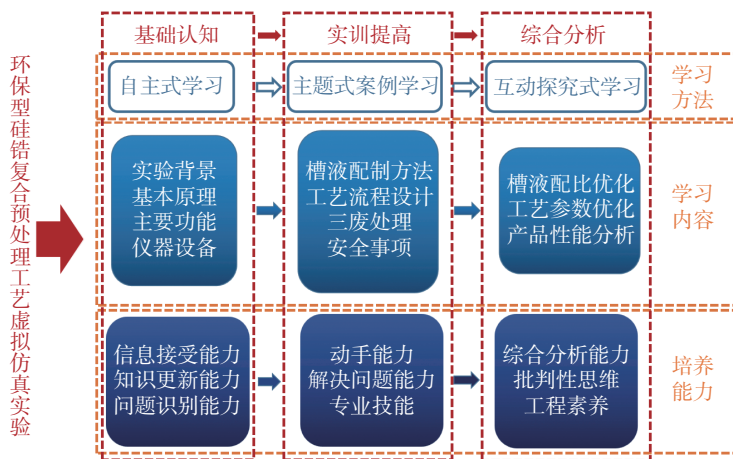 环保型硅锆复合预处理工艺虚拟仿真实验
基础认知
实训提高
综合分析
自主式学习
主题式案例学习
互动探究式学习
学习
方法
实验背景
基本原理
主要功能
仪器设备
槽液配制方法
工艺流程设计
三废处理
安全事项
槽液配比优化
工艺参数优化
产品性能分析
学习
内容
信息接受能力
知识更新能力
问题识别能力
动手能力
解决问题能力
专业技能
综合分析能力
批判性思维
工程素养
培养
能力